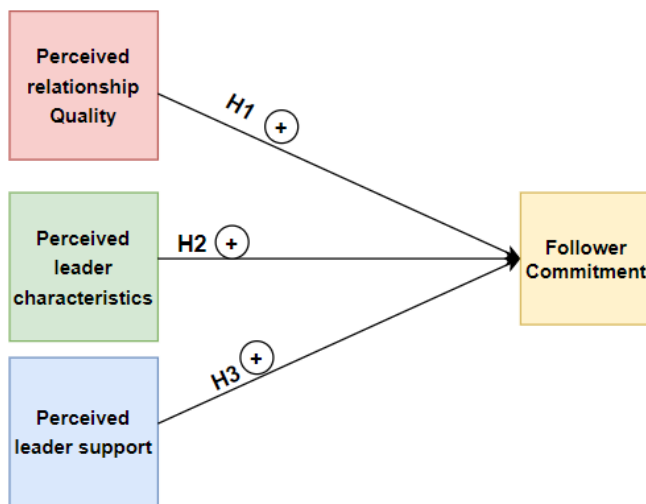 Perceived
relationship
Quality
H1
+
Perceived
leader
characteristics
H2
+
Follower
Commitment
Perceived
leader support
H3
+